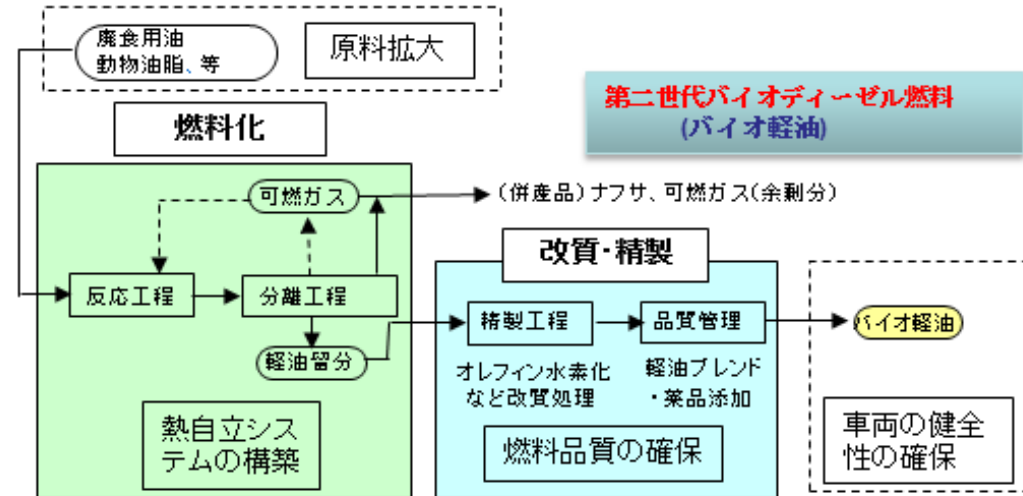 廃食用油
動物油脂、等
原料拡大
第二世代バイオディーゼル燃料
(バイオ軽油)
燃料化
可燃ガス
(併産品)ナフサ、可燃ガス(余剰分)
改質・精製
反応工程
分離工程
精製工程
品質管理
バイオ軽油
軽油留分
オレフィン水素化
など改質処理
軽油ブレンド
・薬品添加
熱自立シス
テムの構築
燃料品質の確保
車両の健全
性の確保